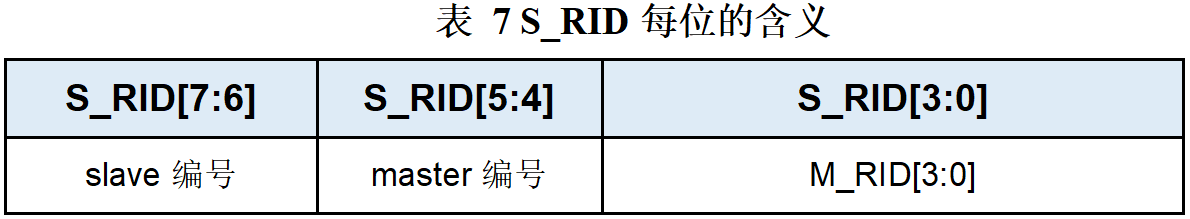 表 7 S_RID 每位的含义
S_RID[7:6] S_RID[5:4] S_RID[3:0]
slave 编号 master 编号 M_RID[3:0]